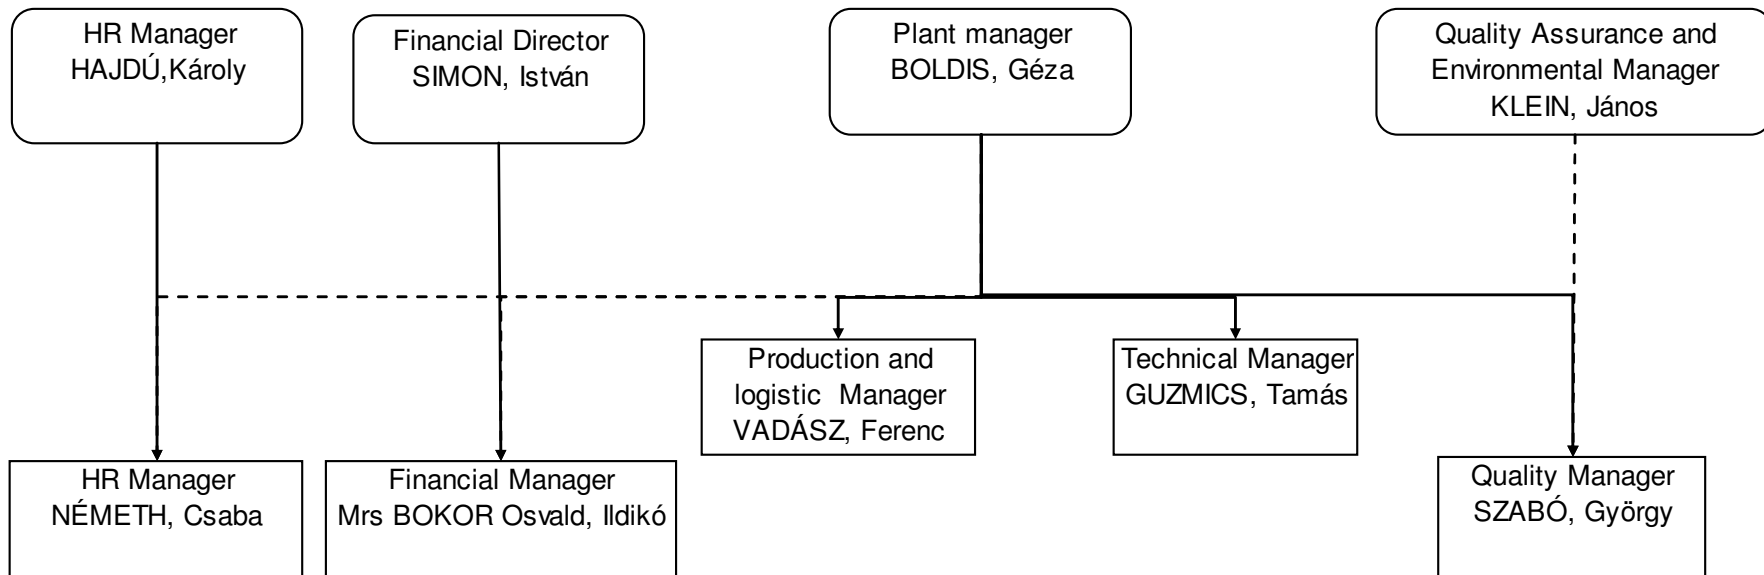 HR Manager
HAJDÚ,Károly
Financial Director
SIMON, István
Plant manager
BOLDIS, Géza
Quality Assurance and
Environmental Manager
KLEIN, János
Production and
logistic Manager
VADÁSZ, Ferenc
Technical Manager
GUZMICS, Tamás
HR Manager
NÉMETH, Csaba
Financial Manager
Mrs BOKOR Osvald, Ildikó
Quality Manager
SZABÓ, György